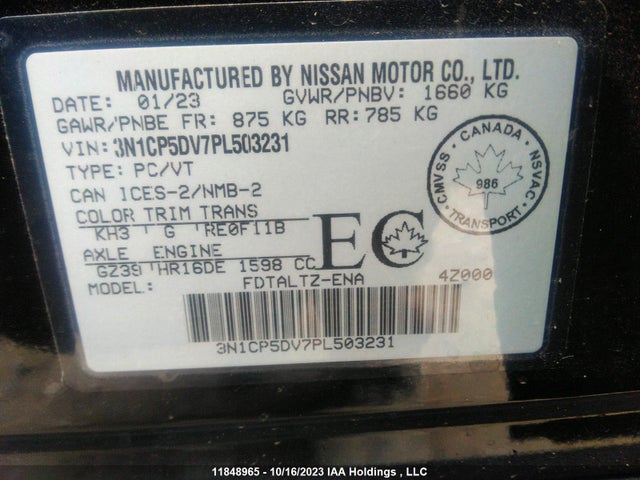 MANUFACTURED BY NISSAN MOTOR CO., LTD.
DATE: 01/23 GVWR/PNBV: 1660 KG
GAWR/PNBE FR: 875 KG RR: 785 KG
VIN: 3N1CP5DV7PL503231
TYPE: PC/VT
CAN ICES-2/NMB-2
COLOR TRIM TRANS
KH3 G RE0F11B
AXLE ENGINE
GZ39 HR16DE 1598 CC
MODEL: FDTALTZ-ENA 4Z000
EC
CMVSS · CANADA · NSVAC · TRANSPORT ·
986
3N1CP5DV7PL503231
11848965 - 10/16/2023 IAA Holdings , LLC